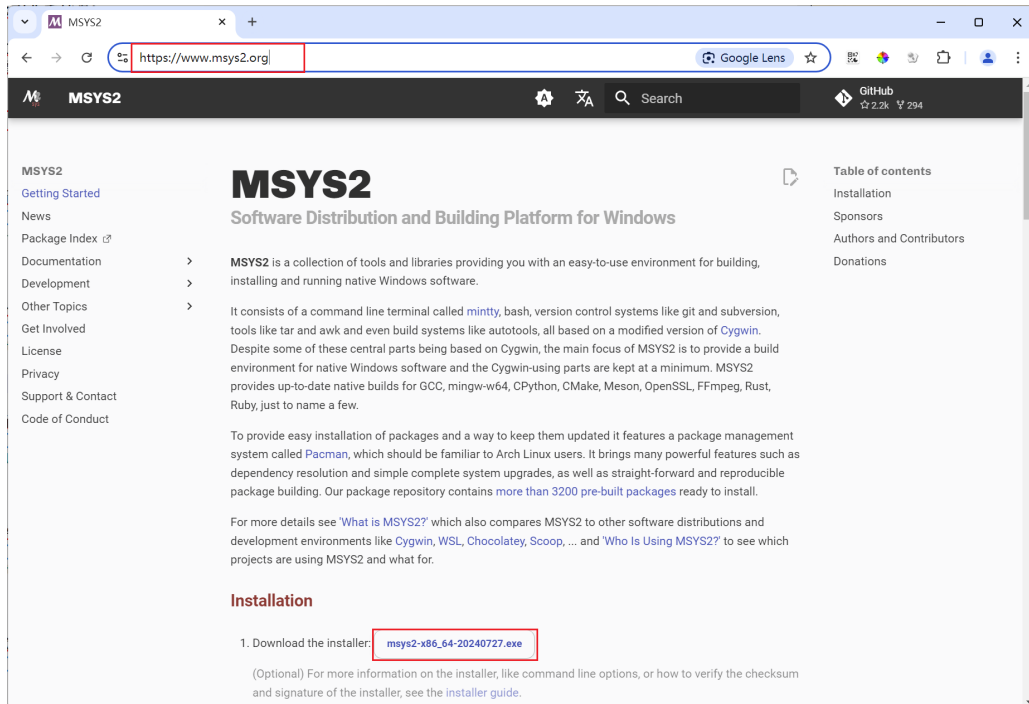 MSYS2
https://www.msys2.org
Google Lens
MSYS2
Search
GitHub
2.2k 294
MSYS2
Getting Started
News
Package Index
Documentation
Development
Other Topics
Get Involved
License
Privacy
Support & Contact
Code of Conduct
MSYS2
Software Distribution and Building Platform for Windows
MSYS2 is a collection of tools and libraries providing you with an easy-to-use environment for building,
installing and running native Windows software.
It consists of a command line terminal called mintty, bash, version control systems like git and subversion,
tools like tar and awk and even build systems like autotools, all based on a modified version of Cygwin.
Despite some of these central parts being based on Cygwin, the main focus of MSYS2 is to provide a build
environment for native Windows software and the Cygwin-using parts are kept at a minimum. MSYS2
provides up-to-date native builds for GCC, mingw-w64, CPython, CMake, Meson, OpenSSL, FFmpeg, Rust,
Ruby, just to name a few.
To provide easy installation of packages and a way to keep them updated it features a package management
system called Pacman, which should be familiar to Arch Linux users. It brings many powerful features such as
dependency resolution and simple complete system upgrades, as well as straight-forward and reproducible
package building. Our package repository contains more than 3200 pre-built packages ready to install.
For more details see 'What is MSYS2?' which also compares MSYS2 to other software distributions and
development environments like Cygwin, WSL, Chocolatey, Scoop, ... and 'Who Is Using MSYS2?' to see which
projects are using MSYS2 and what for.
Installation
1. Download the installer: msys2-x86_64-20240727.exe
(Optional) For more information on the installer, like command line options, or how to verify the checksum
and signature of the installer, see the installer guide.
Table of contents
Installation
Sponsors
Authors and Contributors
Donations